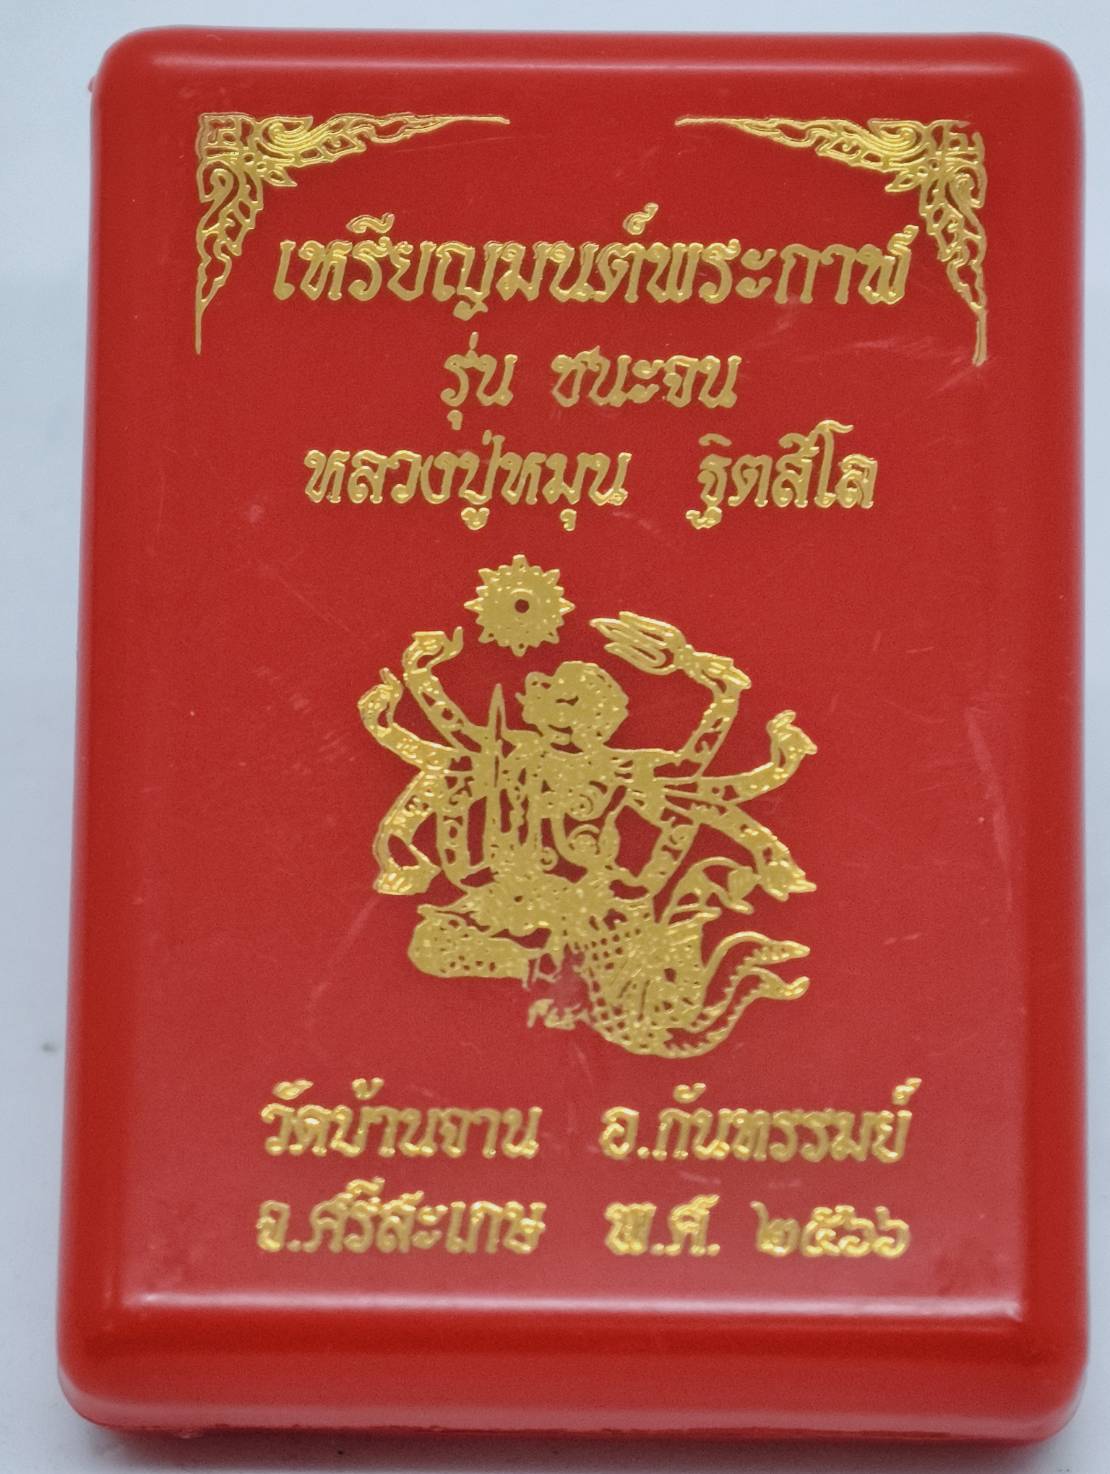 เหรียญมนต์พระกาฬ
รุ่น ชนะจน
หลวงปู่หมุน ฐิตสีโล
วัดบ้านจาน อ.กันทรรมย์
จ.ศรีสะเกษ พ.ศ. ๒๕๖๖